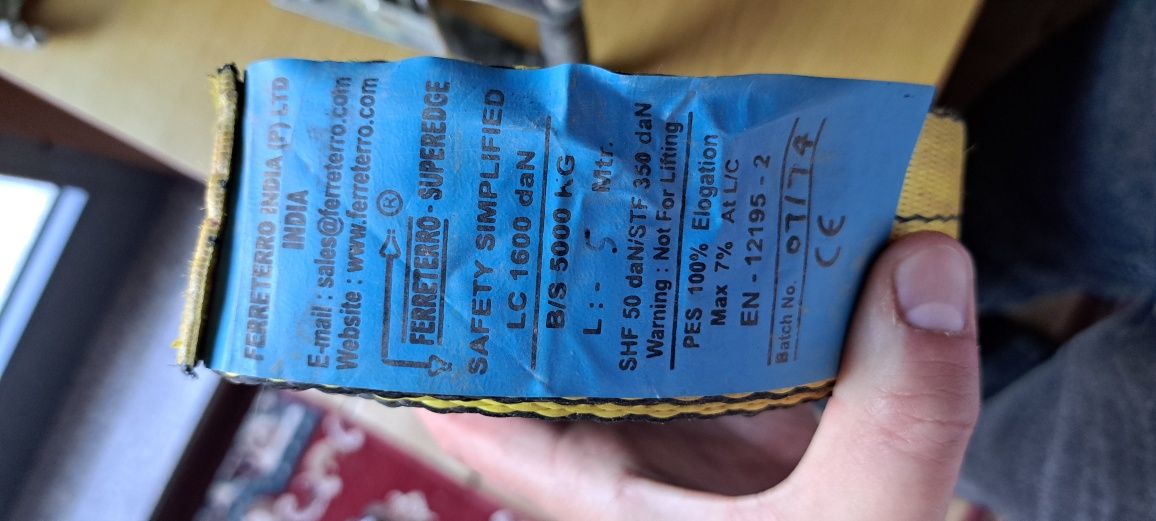 FERRETERRO INDIA (P) LTD
INDIA
E-mail : sales@ferreterro.com
Website : www.ferreterro.com
®
FERRETERRO - SUPEREDGE
SAFETY SIMPLIFIED
LC 1600 daN
B/S 5000 KG
L : - 5 Mtr.
SHF 50 daN/STF 350 daN
Warning : Not For Lifting
PES 100% Elogation
Max 7% At L/C
EN - 12195 - 2
Batch No. 07/74
CE